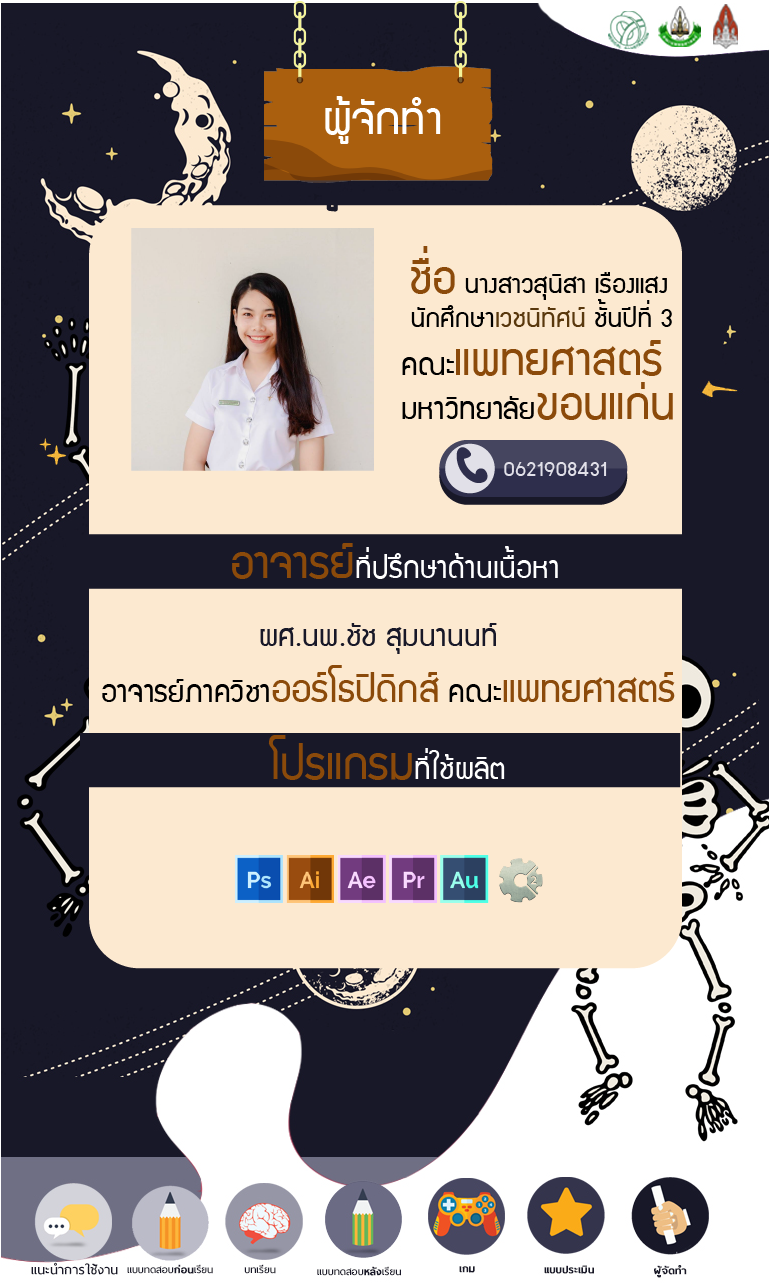 ผู้จัดทำ
ชื่อ นางสาวสุนิสา เรืองแสง
นักศึกษาเวชนิทัศน์ ชั้นปีที่ 3
คณะแพทยศาสตร์
มหาวิทยาลัยขอนแก่น
0621908431
อาจารย์ที่ปรึกษาด้านเนื้อหา
ผศ.นพ.ชัช สุมนานนท์
อาจารย์ภาควิชาออร์โธปิดิกส์ คณะแพทยศาสตร์
โปรแกรมที่ใช้ผลิต
Ps Ai Ae Pr Au 2
แนะนำการใช้งาน แบบทดสอบก่อนเรียน บทเรียน แบบทดสอบหลังเรียน เกม แบบประเมิน ผู้จัดทำ